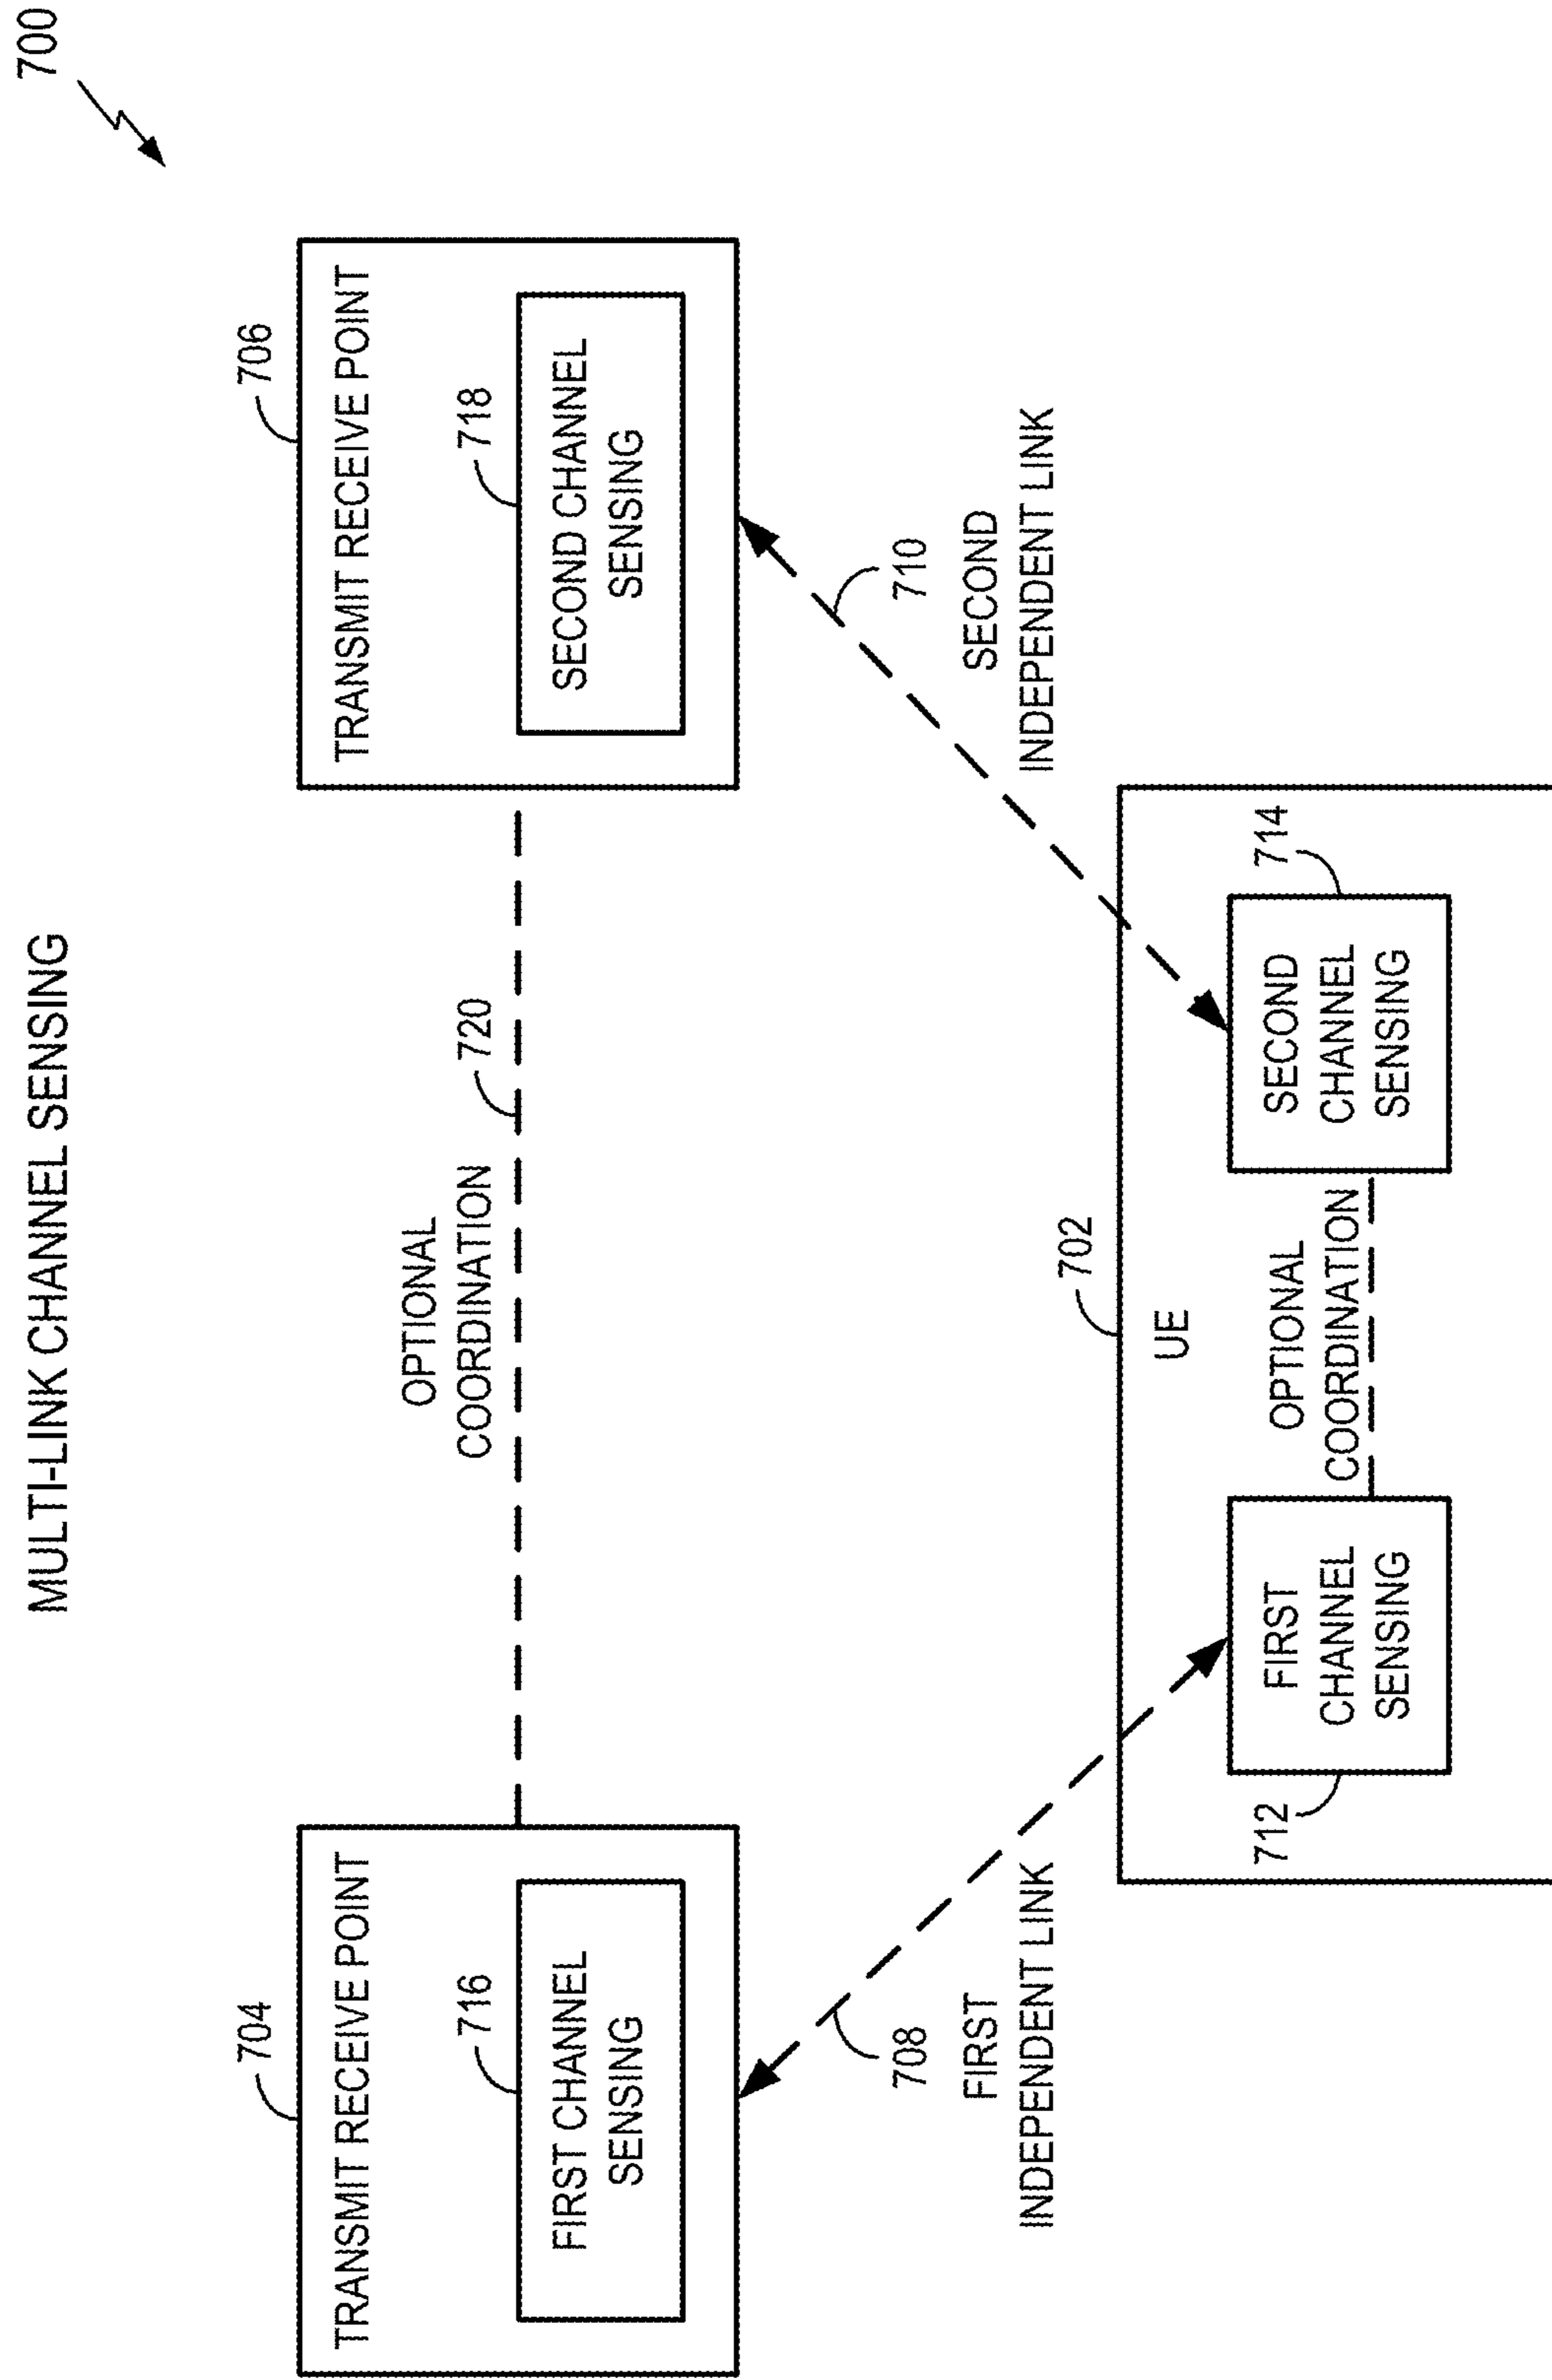 MULTI-LINK CHANNEL SENSING
700
704
TRANSMIT RECEIVE POINT
716
FIRST CHANNEL
SENSING
OPTIONAL
COORDINATION
720
706
TRANSMIT RECEIVE POINT
718
SECOND CHANNEL
SENSING
708
FIRST
INDEPENDENT LINK
710
SECOND
INDEPENDENT LINK
702
UE
712
FIRST
CHANNEL
SENSING
OPTIONAL
COORDINATION
714
SECOND
CHANNEL
SENSING